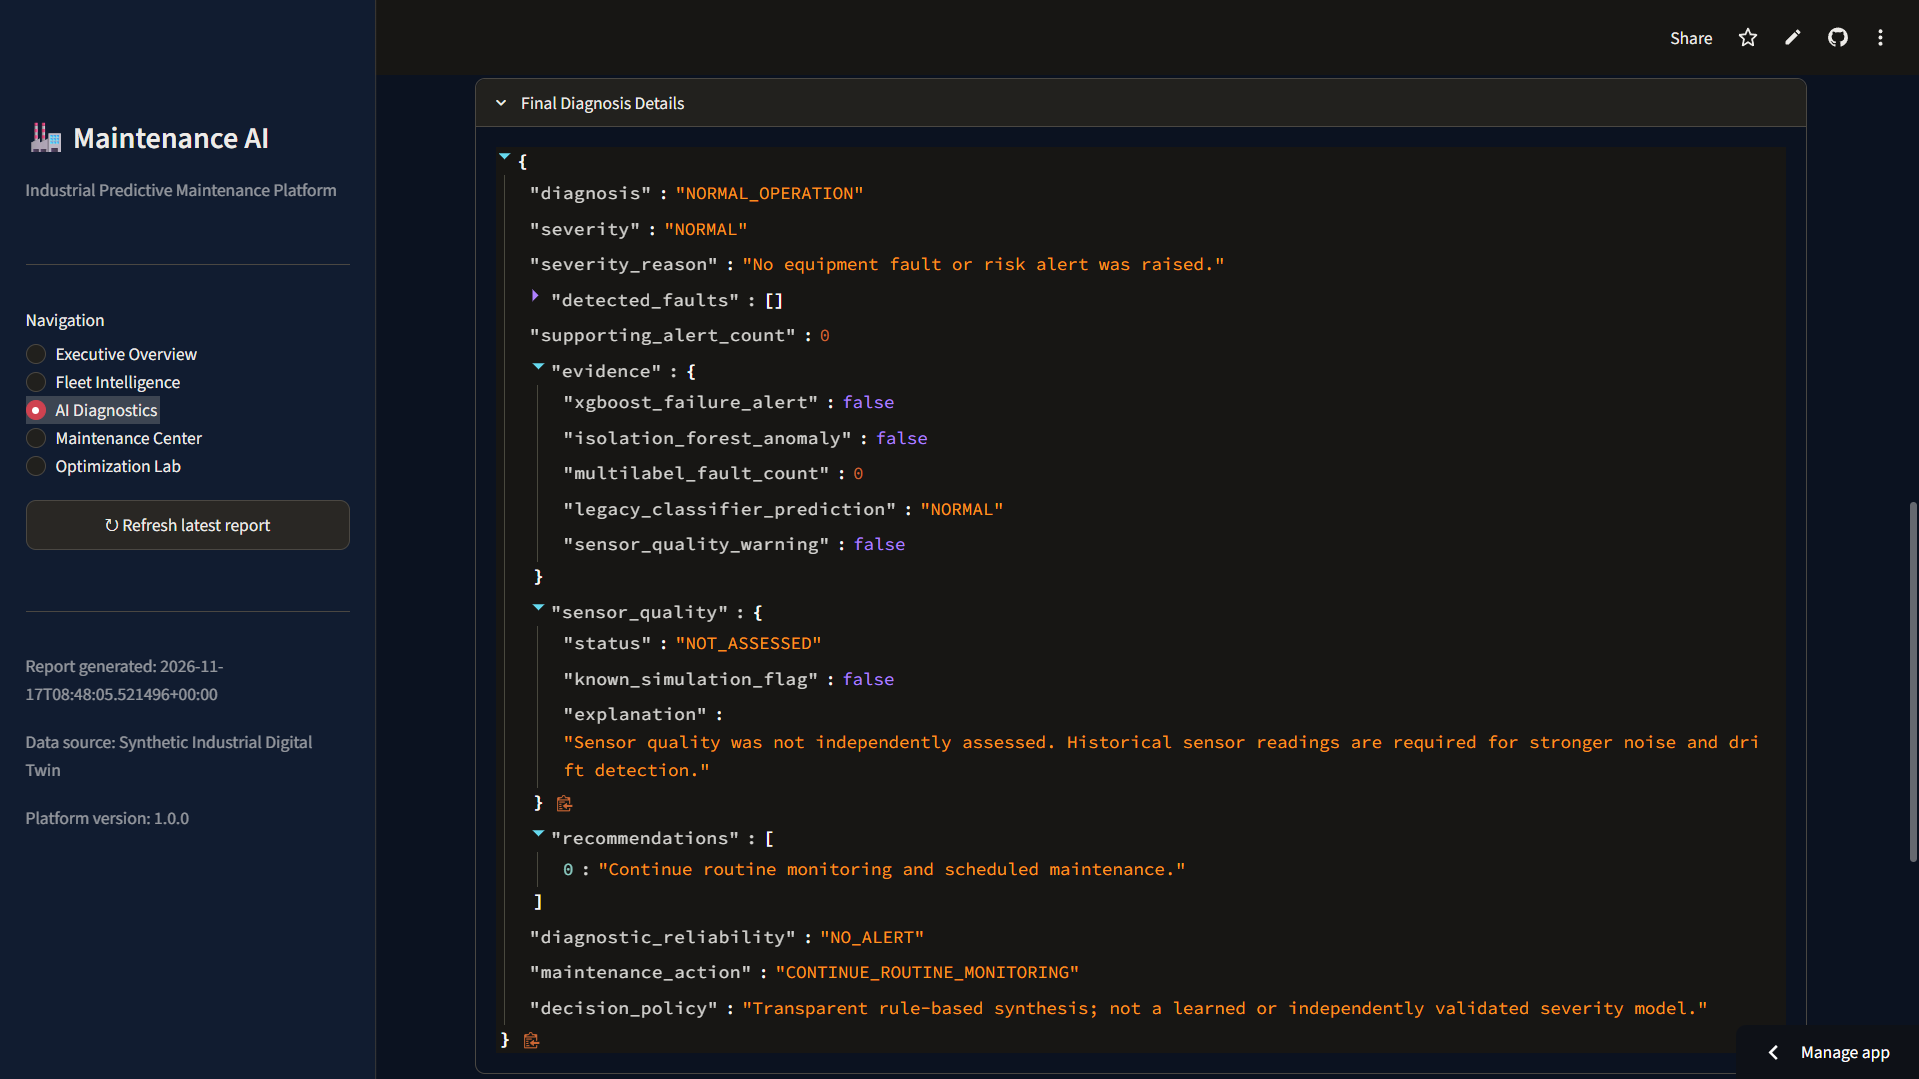 Share
Maintenance AI
Industrial Predictive Maintenance Platform
Navigation
Executive Overview
Fleet Intelligence
AI Diagnostics
Maintenance Center
Optimization Lab
↻ Refresh latest report
Report generated: 2026-11-
17T08:48:05.521496+00:00
Data source: Synthetic Industrial Digital
Twin
Platform version: 1.0.0
Final Diagnosis Details
{
"diagnosis" : "NORMAL_OPERATION"
"severity" : "NORMAL"
"severity_reason" : "No equipment fault or risk alert was raised."
"detected_faults" : []
"supporting_alert_count" : 0
"evidence" : {
"xgboost_failure_alert" : false
"isolation_forest_anomaly" : false
"multilabel_fault_count" : 0
"legacy_classifier_prediction" : "NORMAL"
"sensor_quality_warning" : false
}
"sensor_quality" : {
"status" : "NOT_ASSESSED"
"known_simulation_flag" : false
"explanation" :
"Sensor quality was not independently assessed. Historical sensor readings are required for stronger noise and dri
ft detection."
}
"recommendations" : [
0 : "Continue routine monitoring and scheduled maintenance."
]
"diagnostic_reliability" : "NO_ALERT"
"maintenance_action" : "CONTINUE_ROUTINE_MONITORING"
"decision_policy" : "Transparent rule-based synthesis; not a learned or independently validated severity model."
}
Manage app